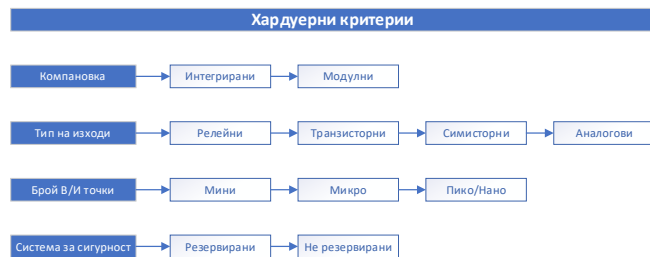 Хардуерни критерии
Компановка Интегрирани Модулни
Тип на изходи Релейни Транзисторни Симисторни Аналогови
Брой В/И точки Мини Микро Пико/Нано
Система за сигурност Резервирани Не резервирани